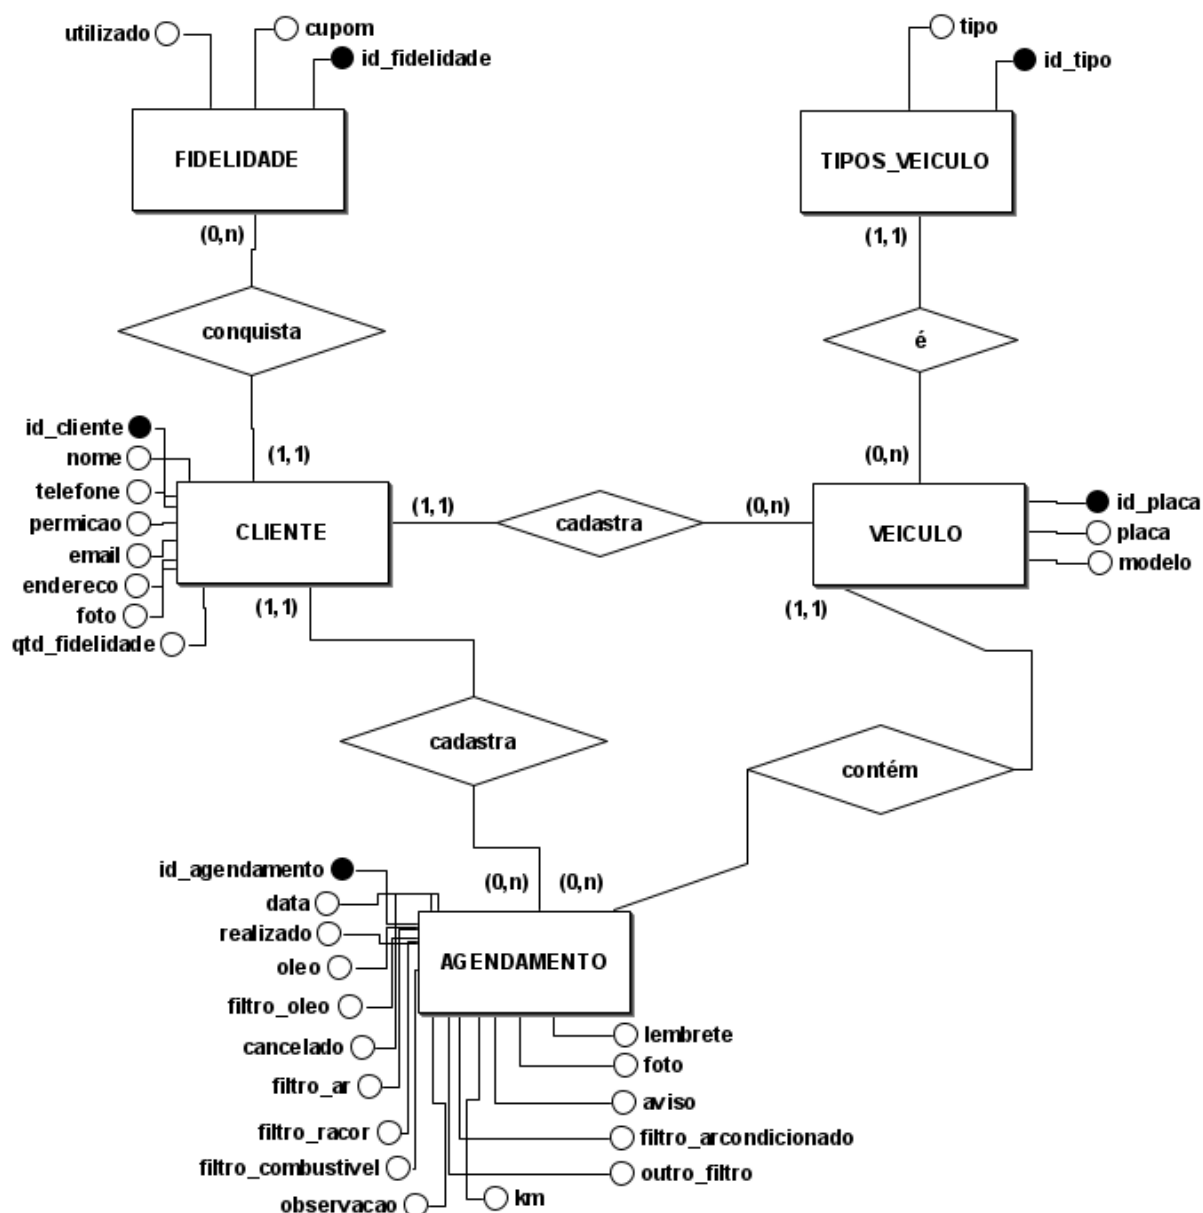 utilizado
cupom
id_fidelidade
tipo
id_tipo
FIDELIDADE
TIPOS_VEICULO
(0,n)
(1,1)
conquista
é
id_cliente
nome
telefone
permicao
email
endereco
foto
qtd_fidelidade
(1,1)
(0,n)
CLIENTE
(1,1)
cadastra
(0,n)
VEICULO
id_placa
placa
modelo
(1,1)
(1,1)
cadastra
contém
id_agendamento
(0,n)
(0,n)
data
realizado
oleo
filtro_oleo
cancelado
filtro_ar
filtro_racor
filtro_combustivel
observacao
AGENDAMENTO
lembrete
foto
aviso
filtro_arcondicionado
outro_filtro
km